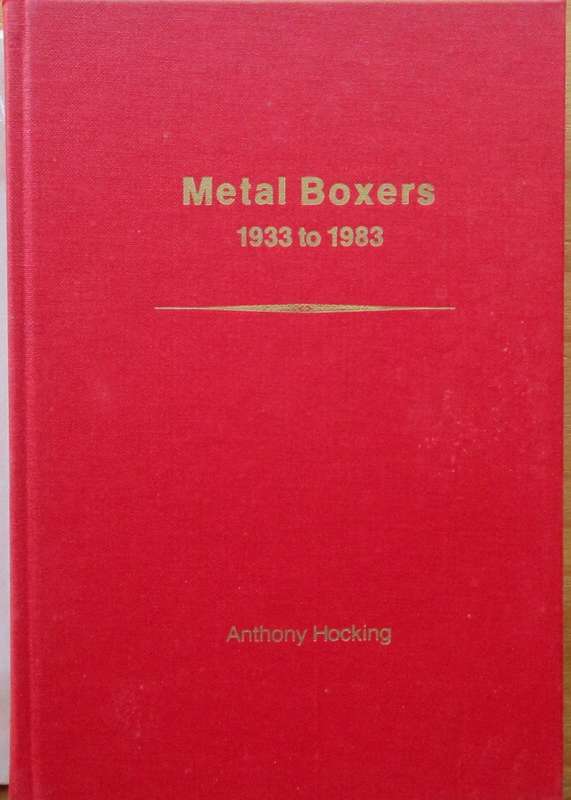 Metal Boxers
1933 to 1983
Anthony Hocking